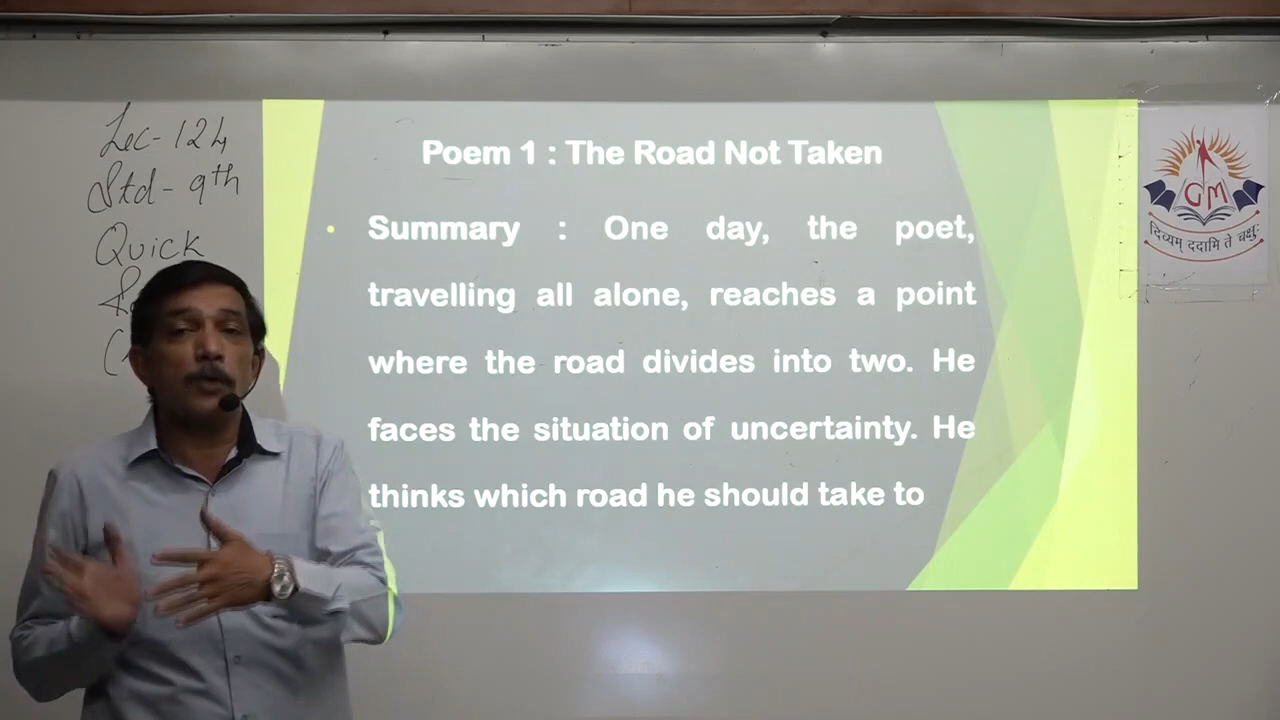 Lec-124
Std-9th
Quick
Poem 1 : The Road Not Taken
• Summary : One day, the poet,
travelling all alone, reaches a point
where the road divides into two. He
faces the situation of uncertainty. He
thinks which road he should take to
GM
दिव्यम् ददामि ते चक्षुः